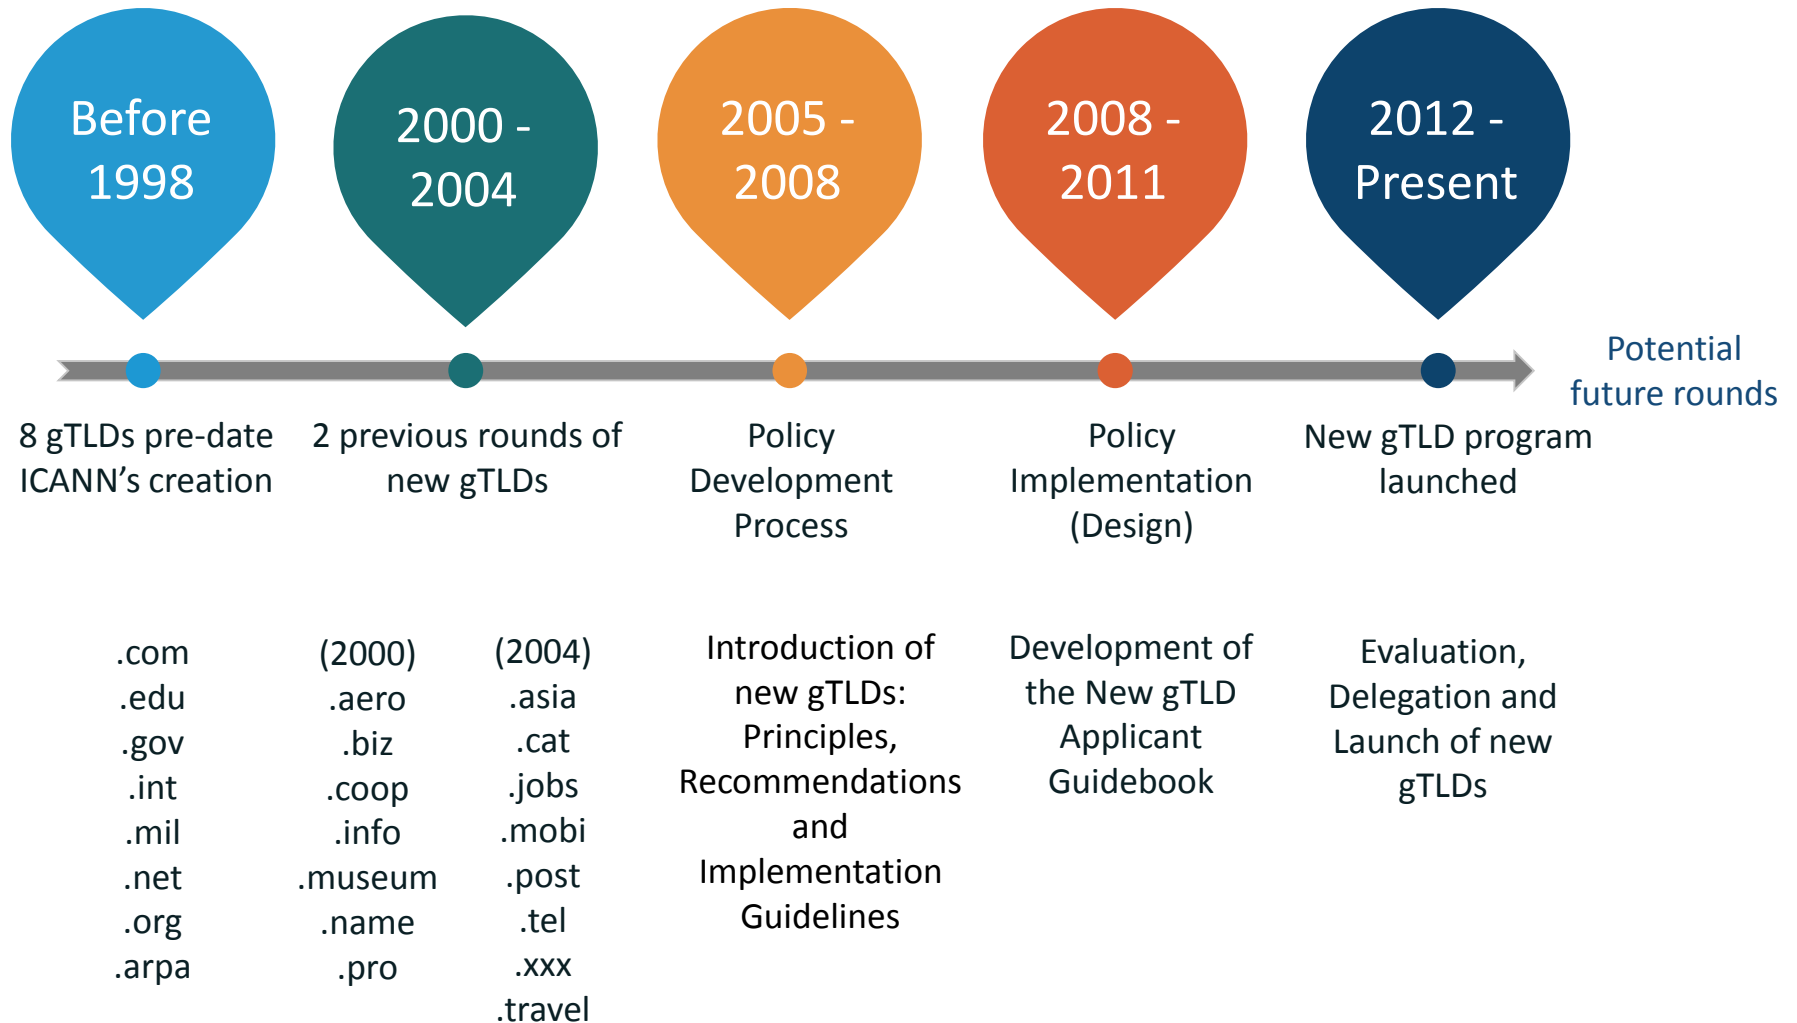 Before
1998
2000 -
2004
2005 -
2008
2008 -
2011
2012 -
Present
Potential
future rounds
8 gTLDs pre-date
ICANN’s creation
2 previous rounds of
new gTLDs
Policy
Development
Process
Policy
Implementation
(Design)
New gTLD program
launched
.com
.edu
.gov
.int
.mil
.net
.org
.arpa
(2000)
.aero
.biz
.coop
.info
.museum
.name
.pro
(2004)
.asia
.cat
.jobs
.mobi
.post
.tel
.xxx
.travel
Introduction of
new gTLDs:
Principles,
Recommendations
and
Implementation
Guidelines
Development of
the New gTLD
Applicant
Guidebook
Evaluation,
Delegation and
Launch of new
gTLDs